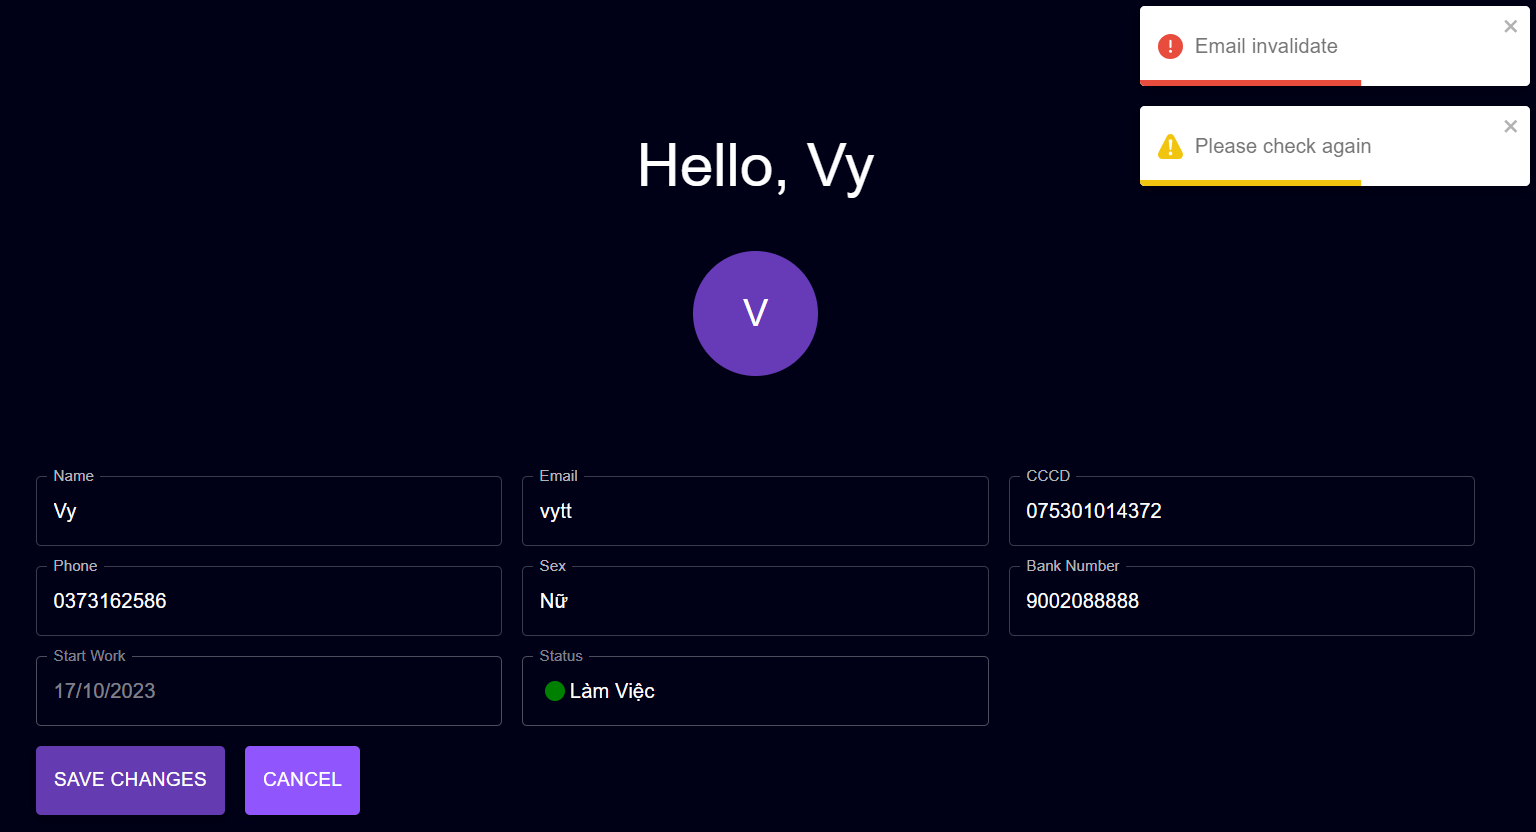 Email invalidate
Please check again
Hello, Vy
V
Name
Vy
Email
vytt
CCCD
075301014372
Phone
0373162586
Sex
Nữ
Bank Number
9002088888
Start Work
17/10/2023
Status
Làm Việc
SAVE CHANGES
CANCEL